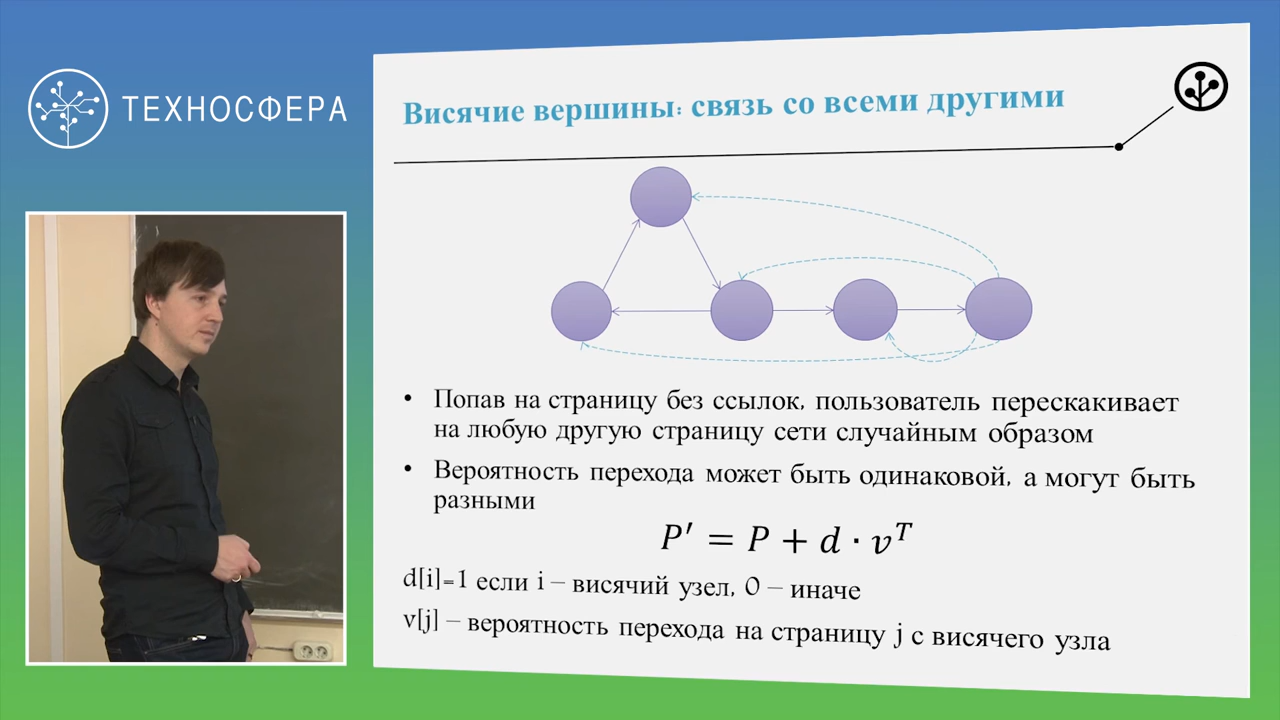 ТЕХНОСФЕРА
Висячие вершины: связь со всеми другими
• Попав на страницу без ссылок, пользователь перескакивает
на любую другую страницу сети случайным образом
• Вероятность перехода может быть одинаковой, а могут быть
разными
P′ = P + d · vᵀ
d[i]=1 если i – висячий узел, 0 – иначе
v[j] – вероятность перехода на страницу j с висячего узла